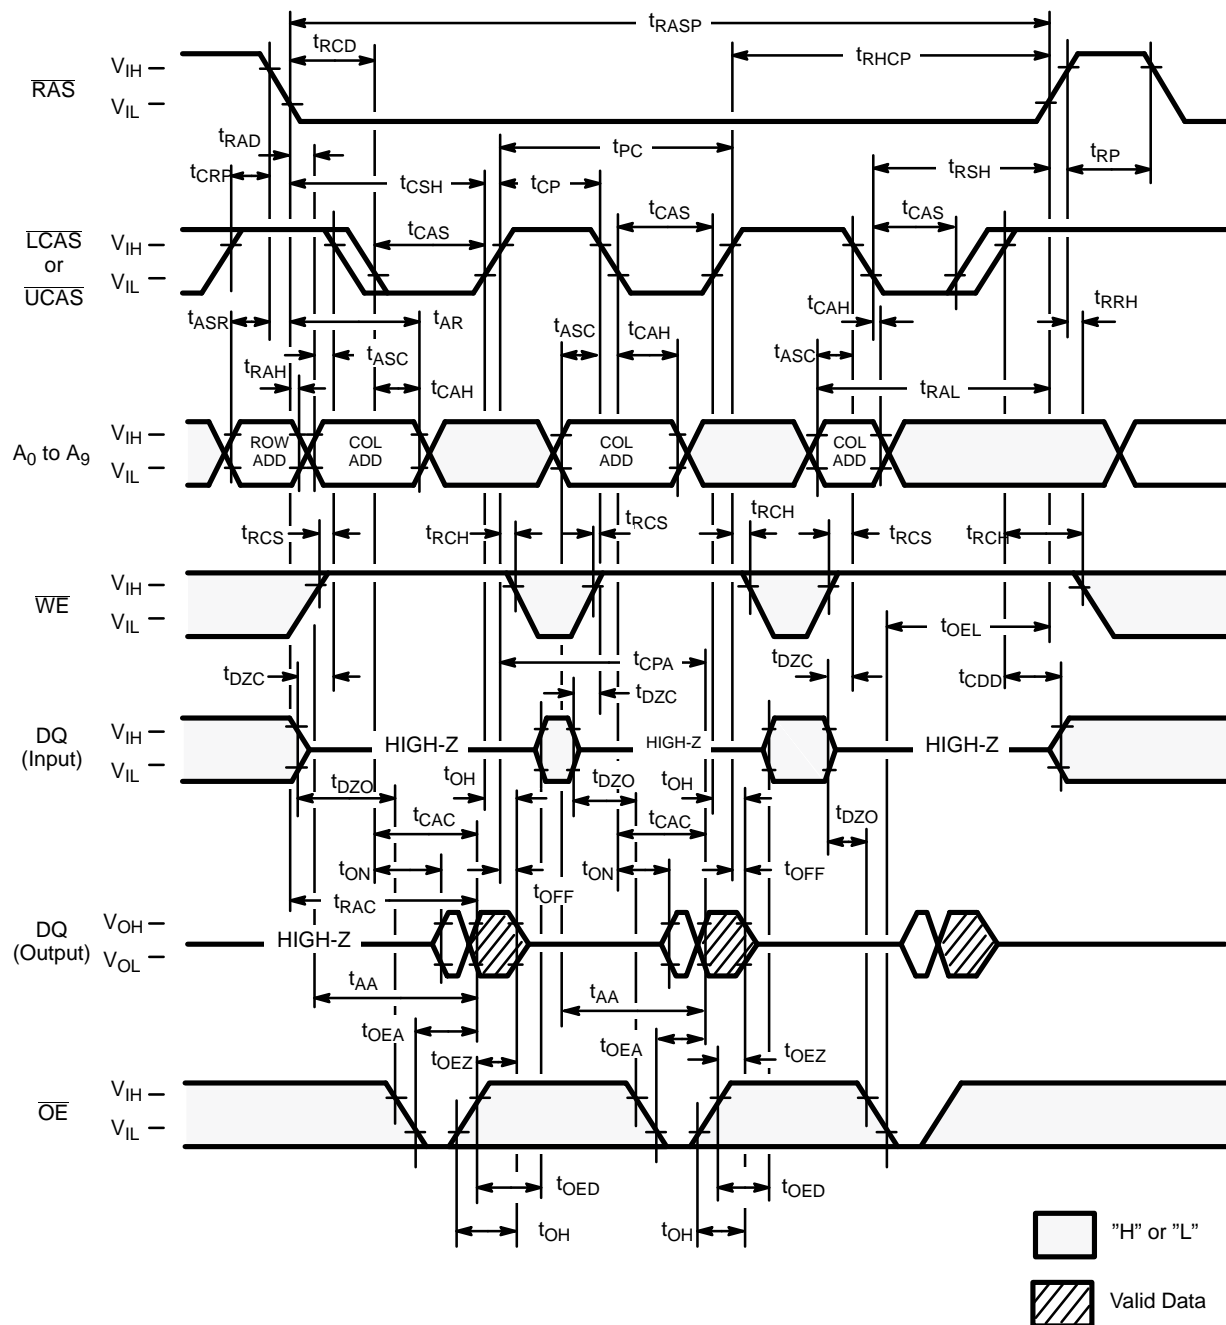 tRASP
tRCD
tRHCP
RAS
VIH
VIL
tRAD
tPC
tRP
tCRP
tCSH
tCP
tRSH
LCAS
or
UCAS
VIH
VIL
tCAS
tCAS
tCAS
tASR
tAR
tASC
tCAH
tCAH
tRRH
tRAH
tASC
tCAH
tASC
tRAL
A0 to A9
VIH
VIL
ROW
ADD
COL
ADD
COL
ADD
COL
ADD
tRCS
tRCH
tRCS
tRCH
tRCS
tRCH
WE
VIH
VIL
tOEL
tDZC
tCPA
tDZC
tDZC
tCDD
DQ
(Input)
VIH
VIL
HIGH-Z
HIGH-Z
HIGH-Z
tDZO
tOH
tDZO
tOH
tDZO
tCAC
tCAC
tON
tOFF
tON
tOFF
tRAC
DQ
(Output)
VOH
VOL
HIGH-Z
tAA
tAA
tOEA
tOEZ
tOEA
tOEZ
OE
VIH
VIL
tOED
tOED
tOH
tOH
"H" or "L"
Valid Data